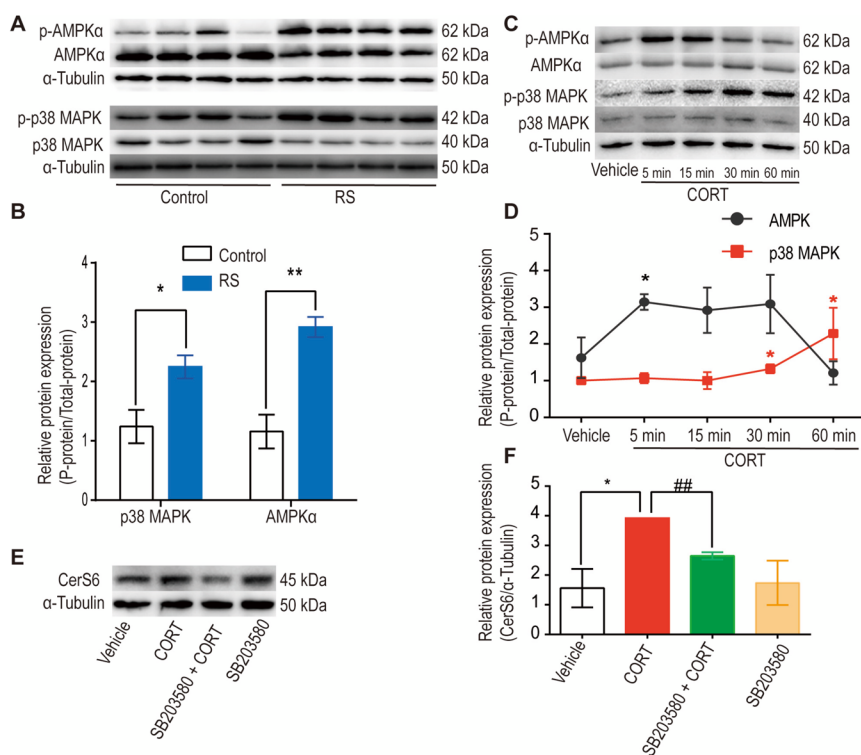 A
p-AMPKα 62 kDa
AMPKα 62 kDa
α-Tubulin 50 kDa
p-p38 MAPK 42 kDa
p38 MAPK 40 kDa
α-Tubulin 50 kDa
Control RS
B
Control
RS
Relative protein expression
(P-protein/Total-protein)
4
3
2
1
0
* **
p38 MAPK AMPKα
C
p-AMPKα 62 kDa
AMPKα 62 kDa
p-p38 MAPK 42 kDa
p38 MAPK 40 kDa
α-Tubulin 50 kDa
Vehicle 5 min 15 min 30 min 60 min
CORT
D
AMPK
p38 MAPK
Relative protein expression
(P-protein/Total-protein)
5
4
3
2
1
0
* * *
Vehicle 5 min 15 min 30 min 60 min
CORT
E
CerS6 45 kDa
α-Tubulin 50 kDa
Vehicle
CORT
SB203580 + CORT
SB203580
F
Relative protein expression
(CerS6/α-Tubulin)
5
4
3
2
1
0
* ##
Vehicle
CORT
SB203580 + CORT
SB203580